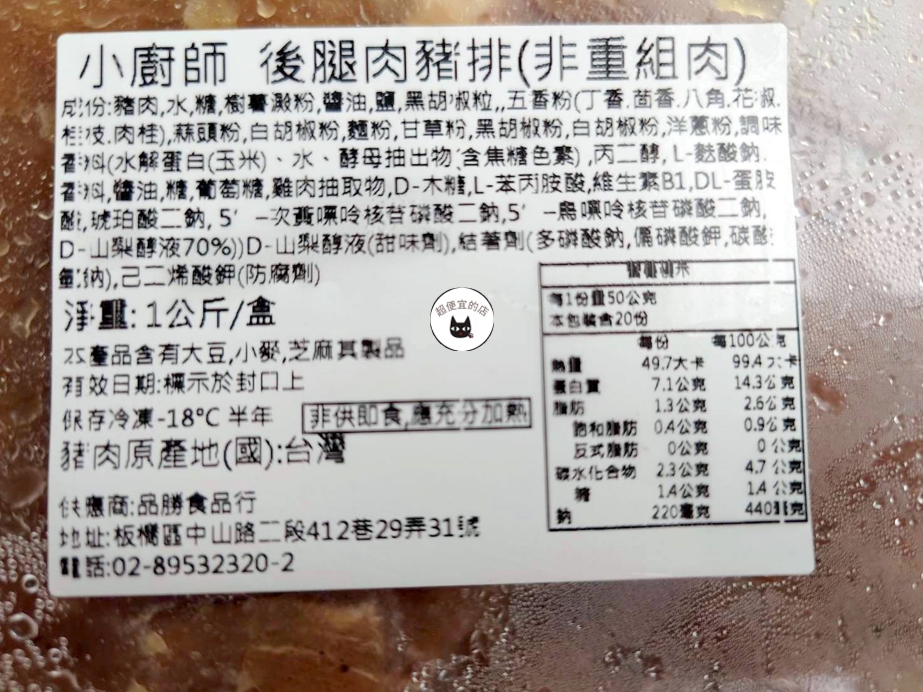 小廚師 後腿肉豬排(非重組肉)
成份:豬肉,水,糖,樹薯澱粉,醬油,鹽,黑胡椒粒,,五香粉(丁香.茴香.八角.花椒.
桂枝.肉桂),蒜頭粉,白胡椒粉,麵粉,甘草粉,黑胡椒粉,白胡椒粉,洋蔥粉,調味
香料(水解蛋白(玉米)、水、酵母抽出物(含焦糖色素),丙二醇,L-麩酸鈉.
香料,醬油,糖,葡萄糖,雞肉抽取物,D-木糖,L-苯丙胺酸,維生素B1,DL-蛋胺
酸,琥珀酸二鈉,5' -次黃嘌呤核苷磷酸二鈉,5' -鳥嘌呤核苷磷酸二鈉,
D-山梨醇液70%))D-山梨醇液(甜味劑),結著劑(多磷酸鈉,偏磷酸鉀,碳酸
氫鈉),己二烯酸鉀(防腐劑)
淨重:1公斤/盒
本產品含有大豆,小麥,芝麻其製品
有效日期:標示於封口上
保存冷凍-18°C 半年
非供即食,應充分加熱
豬肉原產地(國):台灣
供應商:品勝食品行
地址:板橋區中山路二段412巷29弄31號
電話:02-89532320-2
超便宜的店
每1份量50公克
本包裝含20份
每份 每100公克
熱量 49.7大卡 99.4大卡
蛋白質 7.1公克 14.3公克
脂肪 1.3公克 2.6公克
飽和脂肪 0.4公克 0.9公克
反式脂肪 0公克 0公克
碳水化合物 2.3公克 4.7公克
糖 1.4公克 1.4公克
鈉 220毫克 440毫克